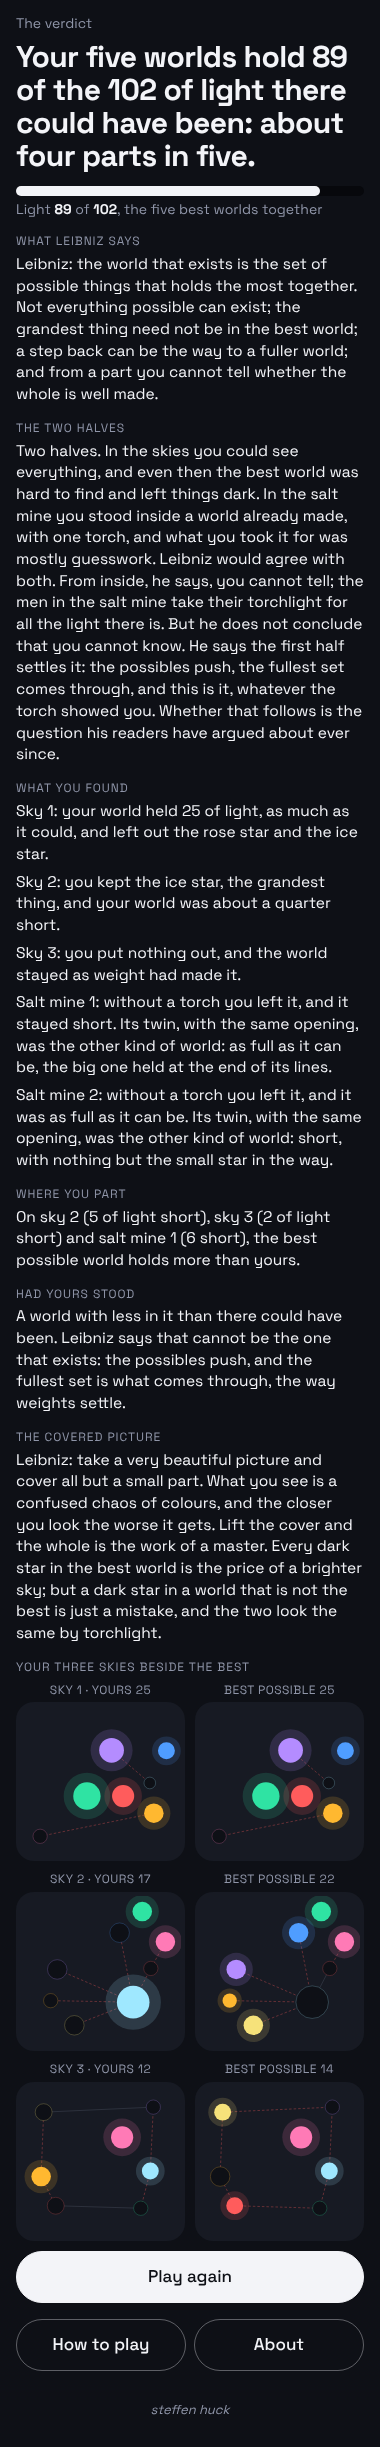 The verdict
Your five worlds hold 89
of the 102 of light there
could have been: about
four parts in five.
Light 89 of 102, the five best worlds together
WHAT LEIBNIZ SAYS
Leibniz: the world that exists is the set of
possible things that holds the most together.
Not everything possible can exist; the
grandest thing need not be in the best world;
a step back can be the way to a fuller world;
and from a part you cannot tell whether the
whole is well made.
THE TWO HALVES
Two halves. In the skies you could see
everything, and even then the best world was
hard to find and left things dark. In the salt
mine you stood inside a world already made,
with one torch, and what you took it for was
mostly guesswork. Leibniz would agree with
both. From inside, he says, you cannot tell; the
men in the salt mine take their torchlight for
all the light there is. But he does not conclude
that you cannot know. He says the first half
settles it: the possibles push, the fullest set
comes through, and this is it, whatever the
torch showed you. Whether that follows is the
question his readers have argued about ever
since.
WHAT YOU FOUND
Sky 1: your world held 25 of light, as much as
it could, and left out the rose star and the ice
star.
Sky 2: you kept the ice star, the grandest
thing, and your world was about a quarter
short.
Sky 3: you put nothing out, and the world
stayed as weight had made it.
Salt mine 1: without a torch you left it, and it
stayed short. Its twin, with the same opening,
was the other kind of world: as full as it can
be, the big one held at the end of its lines.
Salt mine 2: without a torch you left it, and it
was as full as it can be. Its twin, with the same
opening, was the other kind of world: short,
with nothing but the small star in the way.
WHERE YOU PART
On sky 2 (5 of light short), sky 3 (2 of light
short) and salt mine 1 (6 short), the best
possible world holds more than yours.
HAD YOURS STOOD
A world with less in it than there could have
been. Leibniz says that cannot be the one
that exists: the possibles push, and the
fullest set is what comes through, the way
weights settle.
THE COVERED PICTURE
Leibniz: take a very beautiful picture and
cover all but a small part. What you see is a
confused chaos of colours, and the closer
you look the worse it gets. Lift the cover and
the whole is the work of a master. Every dark
star in the best world is the price of a brighter
sky; but a dark star in a world that is not the
best is just a mistake, and the two look the
same by torchlight.
YOUR THREE SKIES BESIDE THE BEST
SKY 1 · YOURS 25
BEST POSSIBLE 25
SKY 2 · YOURS 17
BEST POSSIBLE 22
SKY 3 · YOURS 12
BEST POSSIBLE 14
Play again
How to play
About
steffen huck